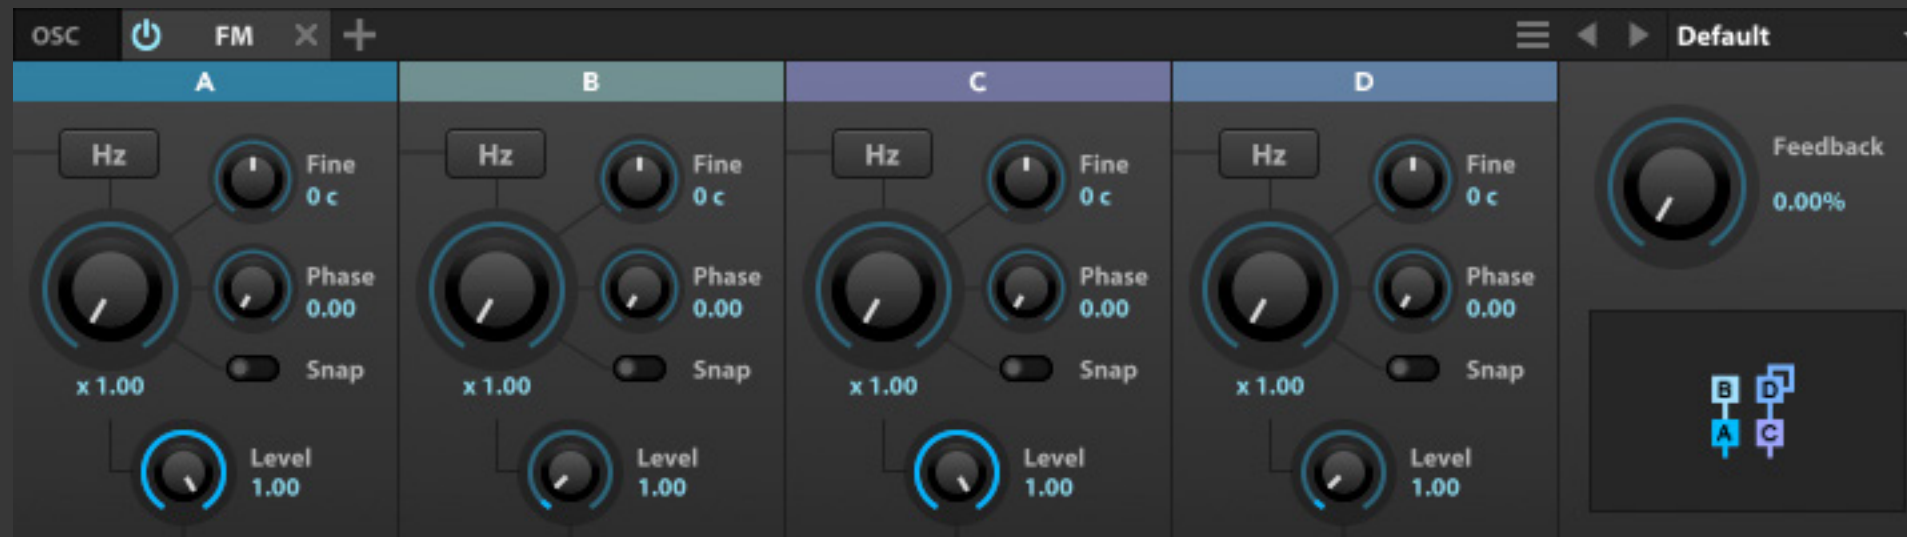 OSC FM Default
A B C D
Hz Fine Hz Fine Hz Fine Hz Fine Feedback
0 c 0 c 0 c 0 c 0.00%
Phase Phase Phase Phase
0.00 0.00 0.00 0.00
Snap Snap Snap Snap
x 1.00 x 1.00 x 1.00 x 1.00
B D
A C
Level Level Level Level
1.00 1.00 1.00 1.00